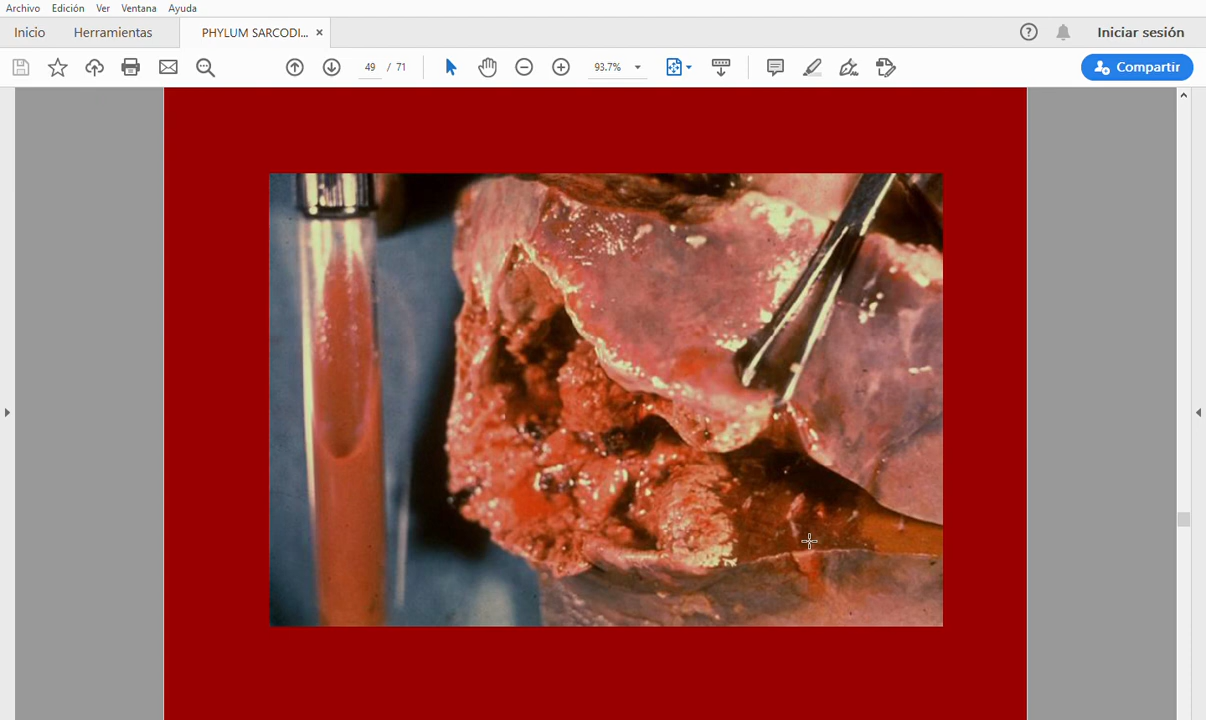 Archivo Edición Ver Ventana Ayuda
Inicio Herramientas PHYLUM SARCODI... × Iniciar sesión
49 / 71 93.7% Compartir